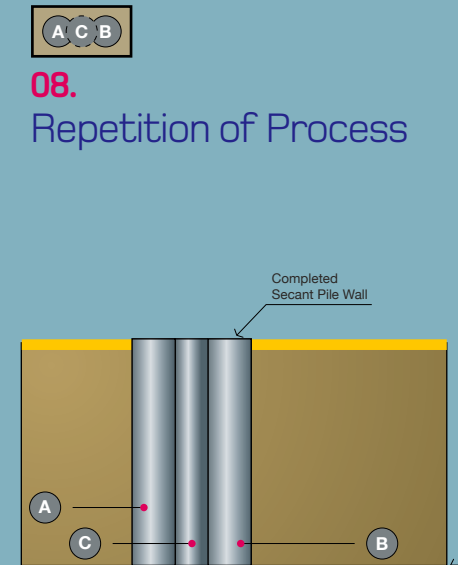 A C B
08.
Repetition of Process
Completed
Secant Pile Wall
A
C
B